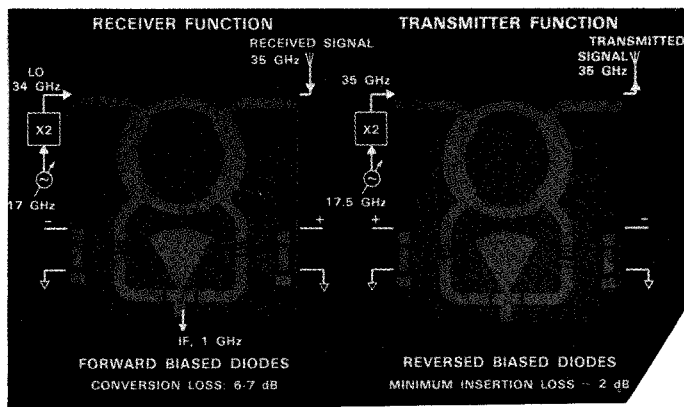 RECEIVER FUNCTION
RECEIVED SIGNAL
35 GHz
LO
34 GHz
X2
17 GHz
−
+
IF, 1 GHz
FORWARD BIASED DIODES
CONVERSION LOSS: 6-7 dB
TRANSMITTER FUNCTION
TRANSMITTED
SIGNAL
35 GHz
35 GHz
X2
17.5 GHz
+
−
REVERSED BIASED DIODES
MINIMUM INSERTION LOSS ~ 2 dB